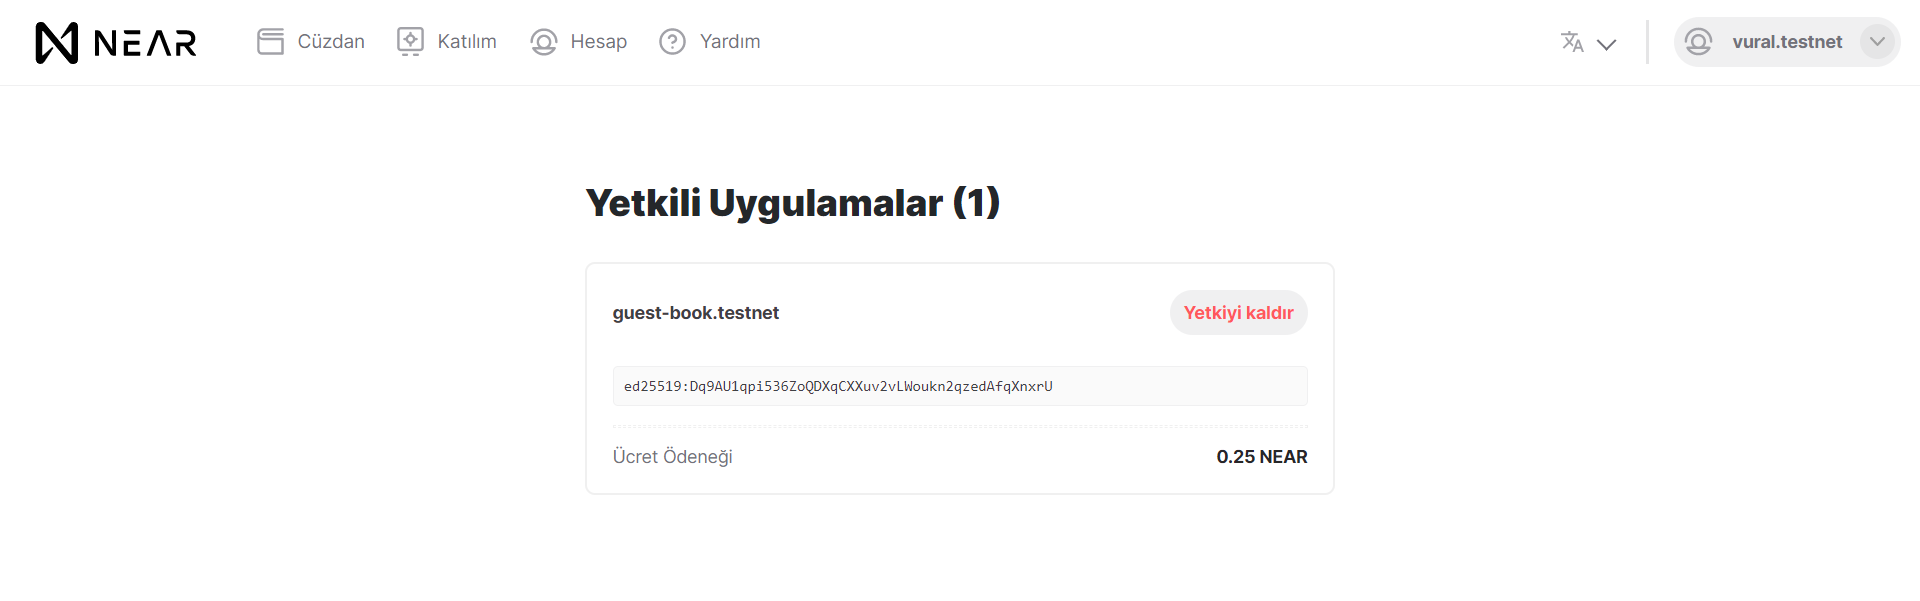 NEAR Cüzdan Katılım Hesap Yardım vural.testnet
Yetkili Uygulamalar (1)
guest-book.testnet Yetkiyi kaldır
ed25519:Dq9AU1qpi536ZoQDXqCXXuv2vLWoukn2qzedAfqXnxrU
Ücret Ödeneği 0.25 NEAR